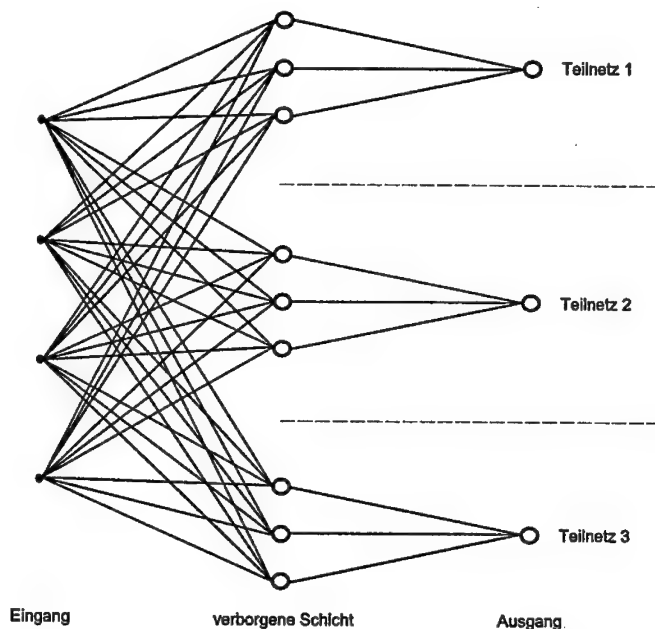 Teilnetz 1
Teilnetz 2
Teilnetz 3
Eingang verborgene Schicht Ausgang